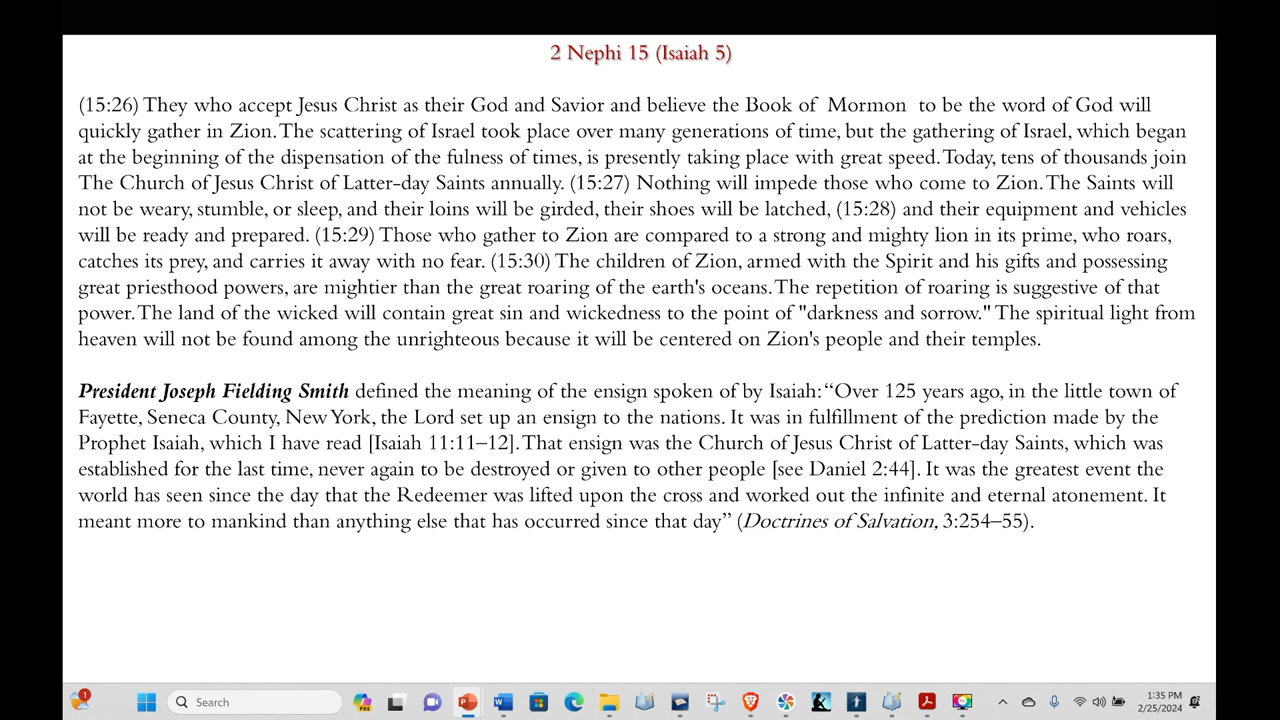 2 Nephi 15 (Isaiah 5)
(15:26) They who accept Jesus Christ as their God and Savior and believe the Book of Mormon to be the word of God will
quickly gather in Zion. The scattering of Israel took place over many generations of time, but the gathering of Israel, which began
at the beginning of the dispensation of the fulness of times, is presently taking place with great speed. Today, tens of thousands join
The Church of Jesus Christ of Latter-day Saints annually. (15:27) Nothing will impede those who come to Zion. The Saints will
not be weary, stumble, or sleep, and their loins will be girded, their shoes will be latched, (15:28) and their equipment and vehicles
will be ready and prepared. (15:29) Those who gather to Zion are compared to a strong and mighty lion in its prime, who roars,
catches its prey, and carries it away with no fear. (15:30) The children of Zion, armed with the Spirit and his gifts and possessing
great priesthood powers, are mightier than the great roaring of the earth's oceans. The repetition of roaring is suggestive of that
power. The land of the wicked will contain great sin and wickedness to the point of "darkness and sorrow." The spiritual light from
heaven will not be found among the unrighteous because it will be centered on Zion's people and their temples.
President Joseph Fielding Smith defined the meaning of the ensign spoken of by Isaiah: “Over 125 years ago, in the little town of
Fayette, Seneca County, New York, the Lord set up an ensign to the nations. It was in fulfillment of the prediction made by the
Prophet Isaiah, which I have read [Isaiah 11:11–12]. That ensign was the Church of Jesus Christ of Latter-day Saints, which was
established for the last time, never again to be destroyed or given to other people [see Daniel 2:44]. It was the greatest event the
world has seen since the day that the Redeemer was lifted upon the cross and worked out the infinite and eternal atonement. It
meant more to mankind than anything else that has occurred since that day” (Doctrines of Salvation, 3:254–55).
1
Search
PRE
1:35 PM
2/25/2024